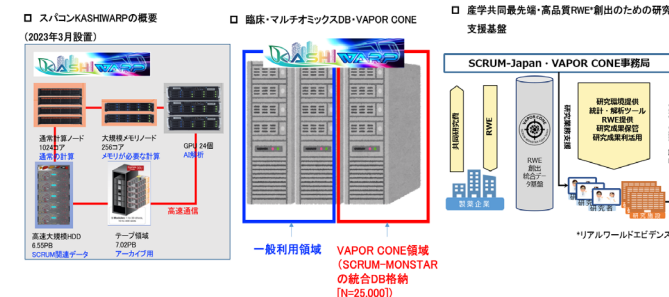 □ スパコンKASHIWARPの概要
(2023年3月設置)
KASHIWARP
通常計算ノード
1024コア
通常の計算
大規模メモリノード
256コア
メモリが必要な計算
GPU 24個
AI解析
高速通信
高速大規模HDD
6.55PB
SCRUM関連データ
テープ領域
7.02PB
アーカイブ用
□ 臨床・マルチオミックスDB・VAPOR CONE
KASHIWARP
一般利用領域
VAPOR CONE領域
(SCRUM-MONSTAR
の統合DB格納
[N=25,000])
□ 産学共同最先端・高品質RWE*創出のための研究
支援基盤
SCRUM-Japan・VAPOR CONE事務局
共同研究費
RWE
製薬企業
VAPOR CONE
RWE
創出
統合デー
タ基盤
研究業務支援
研究環境提供
統計・解析ツール
RWE提供
研究成果保管
研究成果利活用
研究者
研究機関
*リアルワールドエビデンス